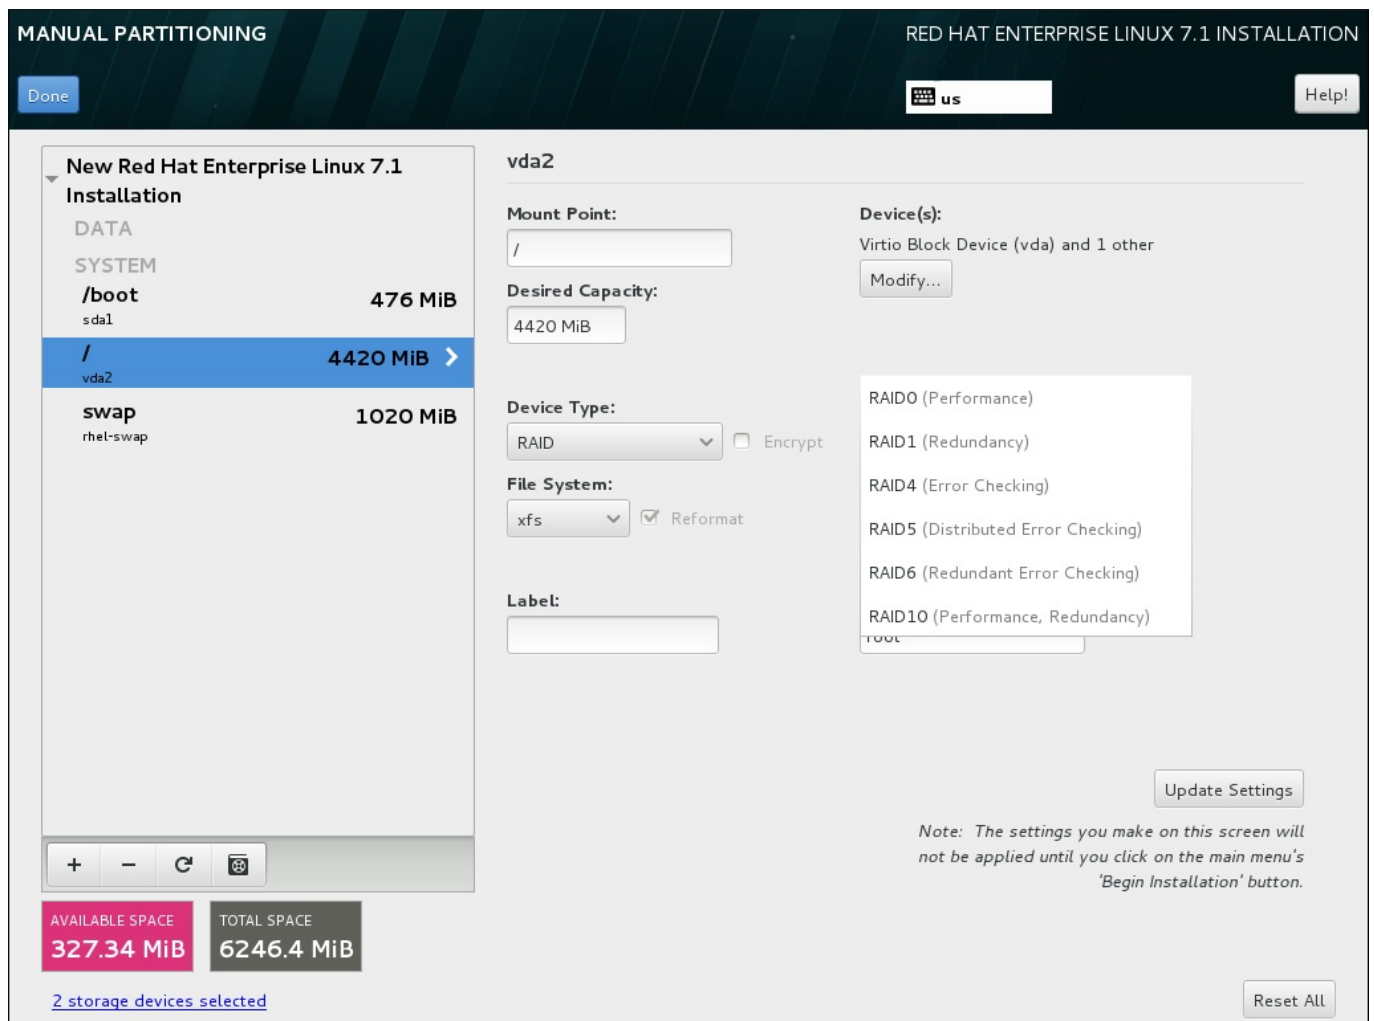 MANUAL PARTITIONING
RED HAT ENTERPRISE LINUX 7.1 INSTALLATION
Done
us
Help!
New Red Hat Enterprise Linux 7.1
Installation
DATA
SYSTEM
/boot
476 MiB
sda1
/
4420 MiB
vda2
swap
1020 MiB
rhel-swap
AVAILABLE SPACE
327.34 MiB
TOTAL SPACE
6246.4 MiB
2 storage devices selected
vda2
Mount Point:
/
Desired Capacity:
4420 MiB
Device(s):
Virtio Block Device (vda) and 1 other
Modify...
Device Type:
RAID
Encrypt
File System:
xfs
Reformat
Label:
RAID0 (Performance)
RAID1 (Redundancy)
RAID4 (Error Checking)
RAID5 (Distributed Error Checking)
RAID6 (Redundant Error Checking)
RAID10 (Performance, Redundancy)
root
Update Settings
Note: The settings you make on this screen will
not be applied until you click on the main menu's
'Begin Installation' button.
Reset All